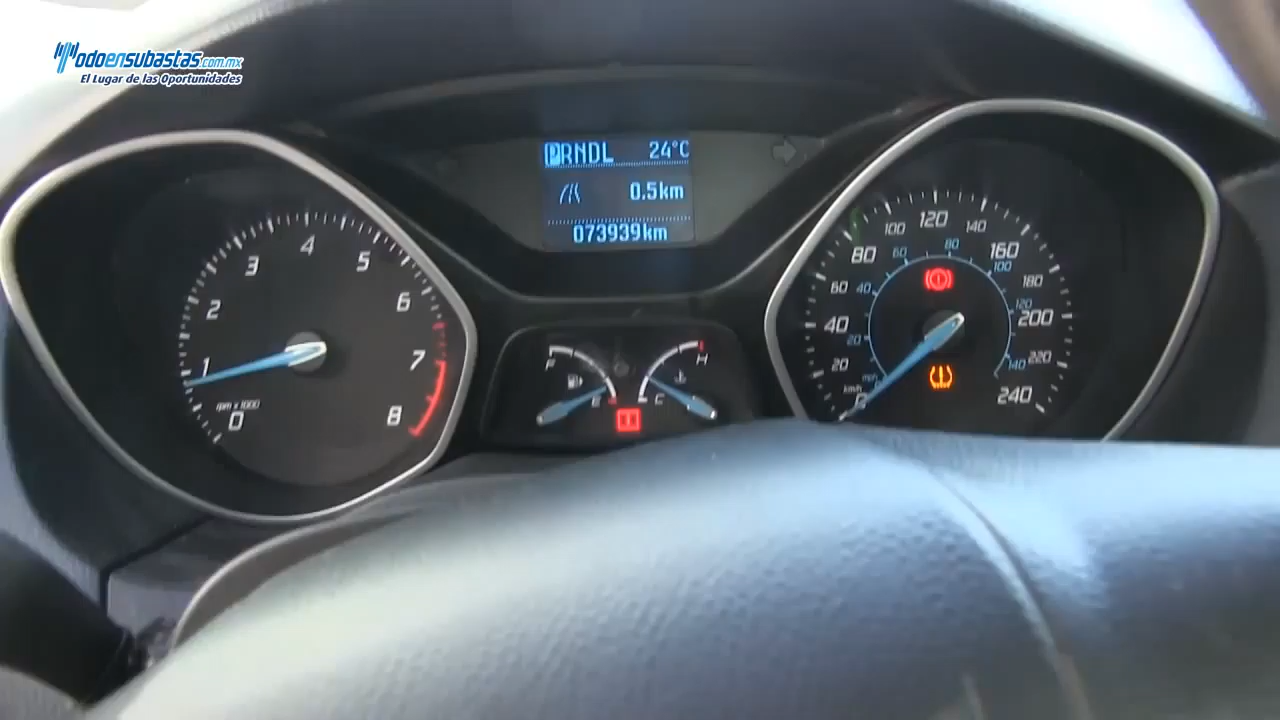 Todoensubastas.com.mx
El Lugar de las Oportunidades
PRNDL 24°C
0.5km
073939km
0 1 2 3 4 5 6 7 8
rpm x 1000
F E
C H
0 20 40 60 80 100 120 140 160 180 200 220 240
km/h
20 40 60 80 100 120 140
mph